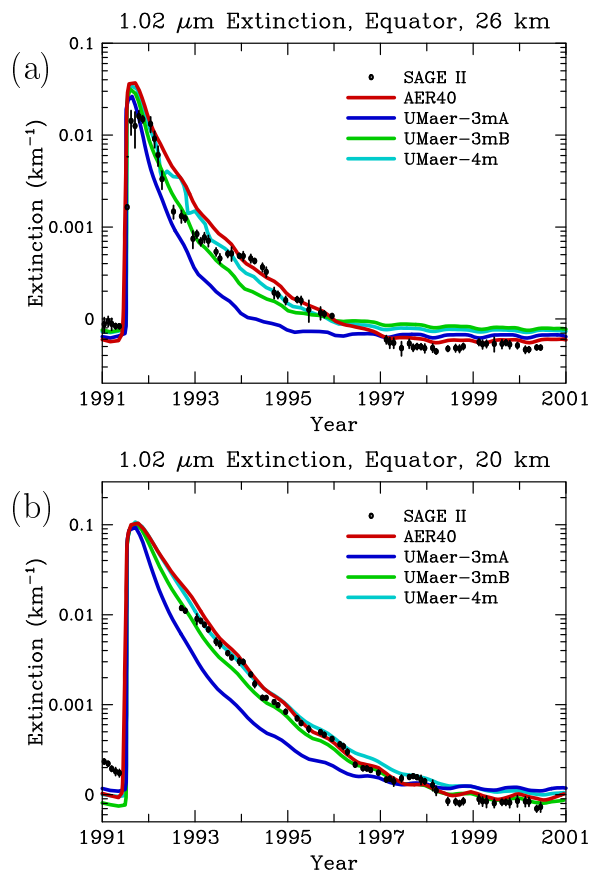 1.02 μm Extinction, Equator, 26 km
(a)
0.1
SAGE II
AER40
UMaer−3mA
UMaer−3mB
UMaer−4m
0.01
0.001
0
Extinction (km⁻¹)
1991 1993 1995 1997 1999 2001
Year
1.02 μm Extinction, Equator, 20 km
(b)
0.1
SAGE II
AER40
UMaer−3mA
UMaer−3mB
UMaer−4m
0.01
0.001
0
Extinction (km⁻¹)
1991 1993 1995 1997 1999 2001
Year